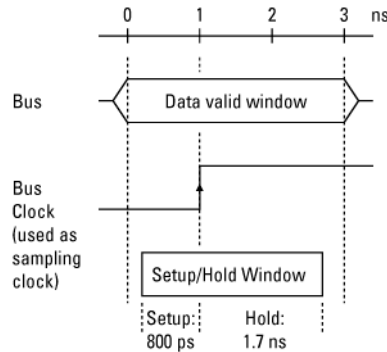 0 1 2 3 ns
Bus
Data valid window
Bus
Clock
(used as
sampling
clock)
Setup/Hold Window
Setup: Hold:
800 ps 1.7 ns